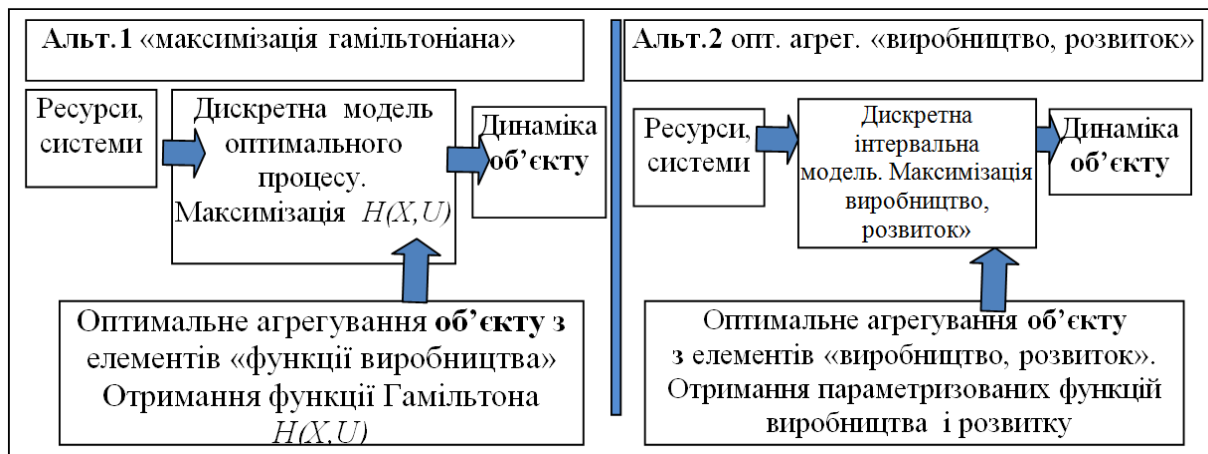 Альт.1 «максимізація гамільтоніана»
Ресурси,
системи
Дискретна модель
оптимального
процесу.
Максимізація H(X,U)
Динаміка
об’єкту
Оптимальне агрегування об’єкту з
елементів «функції виробництва»
Отримання функції Гамільтона
H(X,U)
Альт.2 опт. агрег. «виробництво, розвиток»
Ресурси,
системи
Дискретна
інтервальна
модель. Максимізація
виробництво,
розвиток»
Динаміка
об’єкту
Оптимальне агрегування об’єкту
з елементів «виробництво, розвиток».
Отримання параметризованих функцій
виробництва і розвитку